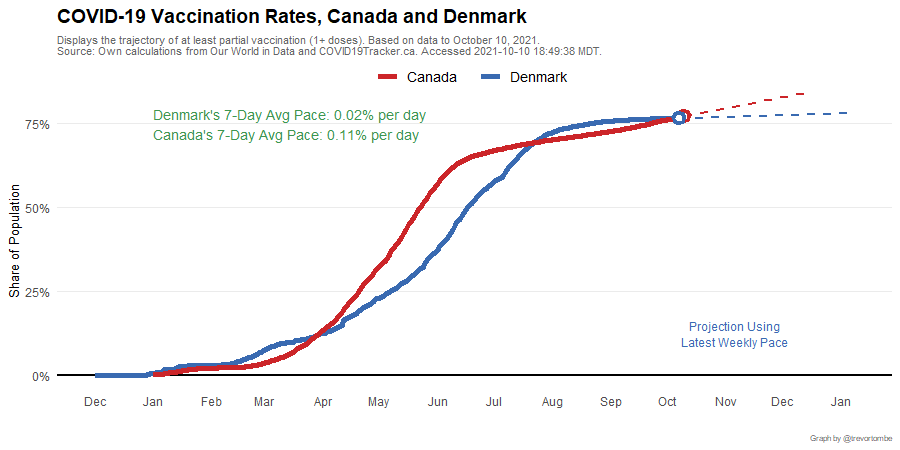 COVID-19 Vaccination Rates, Canada and Denmark
Displays the trajectory of at least partial vaccination (1+ doses). Based on data to October 10, 2021.
Source: Own calculations from Our World in Data and COVID19Tracker.ca. Accessed 2021-10-10 18:49:38 MDT.
Canada Denmark
Denmark's 7-Day Avg Pace: 0.02% per day
Canada's 7-Day Avg Pace: 0.11% per day
75%
50%
25%
0%
Share of Population
Projection Using
Latest Weekly Pace
Dec Jan Feb Mar Apr May Jun Jul Aug Sep Oct Nov Dec Jan
Graph by @trevortombe